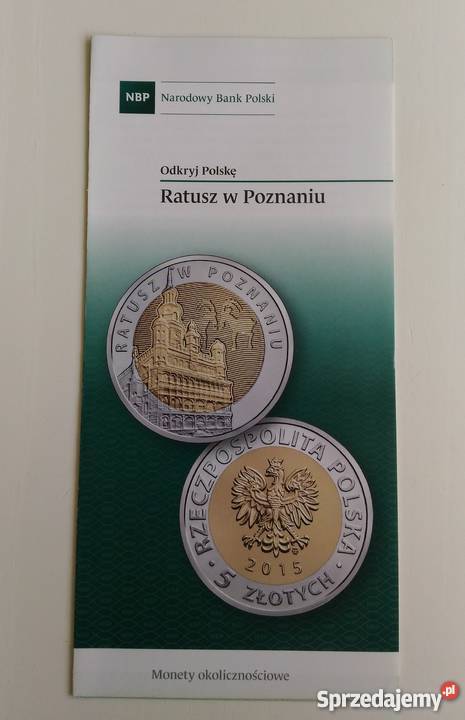 NBP Narodowy Bank Polski
Odkryj Polskę
Ratusz w Poznaniu
RATUSZ W POZNANIU
RZECZPOSPOLITA POLSKA
2015
5 ZŁOTYCH
Monety okolicznościowe
Sprzedajemy.pl